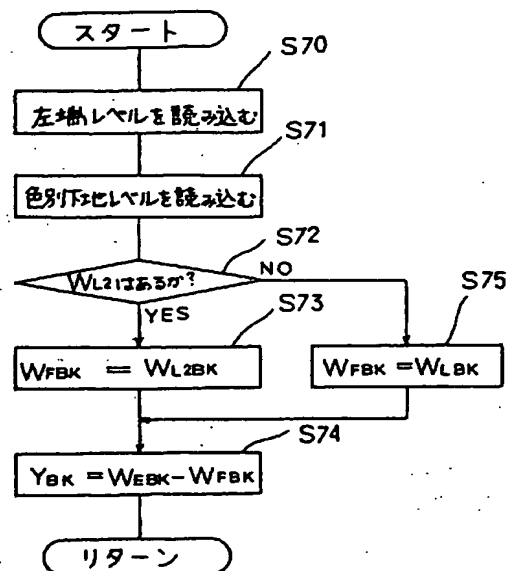 スタート
S70
左端レベルを読み込む
S71
色別下地レベルを読み込む
S72
WL2はあるか?
NO
YES
S73
S75
WFBK = WL2BK
WFBK = WLBK
S74
YBK = WEBK-WFBK
リターン